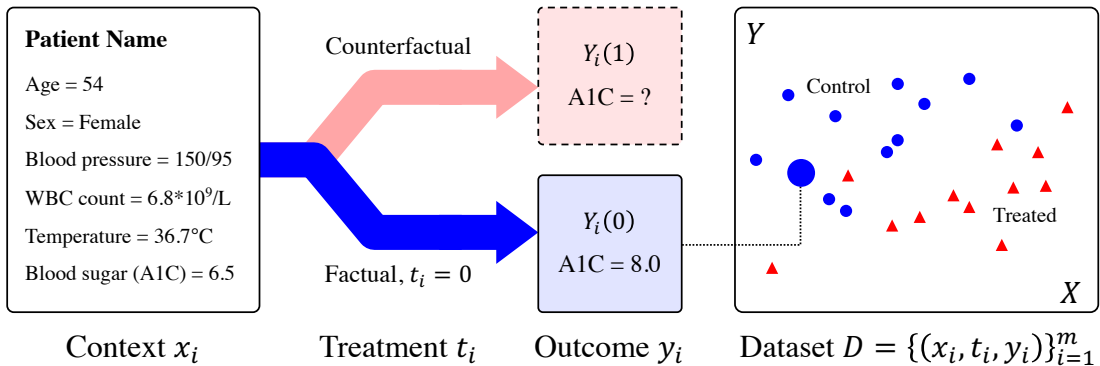 Patient Name
Age = 54
Sex = Female
Blood pressure = 150/95
WBC count = 6.8*10⁹/L
Temperature = 36.7°C
Blood sugar (A1C) = 6.5
Context xᵢ
Counterfactual
Factual, tᵢ = 0
Treatment tᵢ
Yᵢ(1)
A1C = ?
Yᵢ(0)
A1C = 8.0
Outcome yᵢ
Y
Control
Treated
X
Dataset D = {(xᵢ, tᵢ, yᵢ)}ᵢ₌₁ᵐ